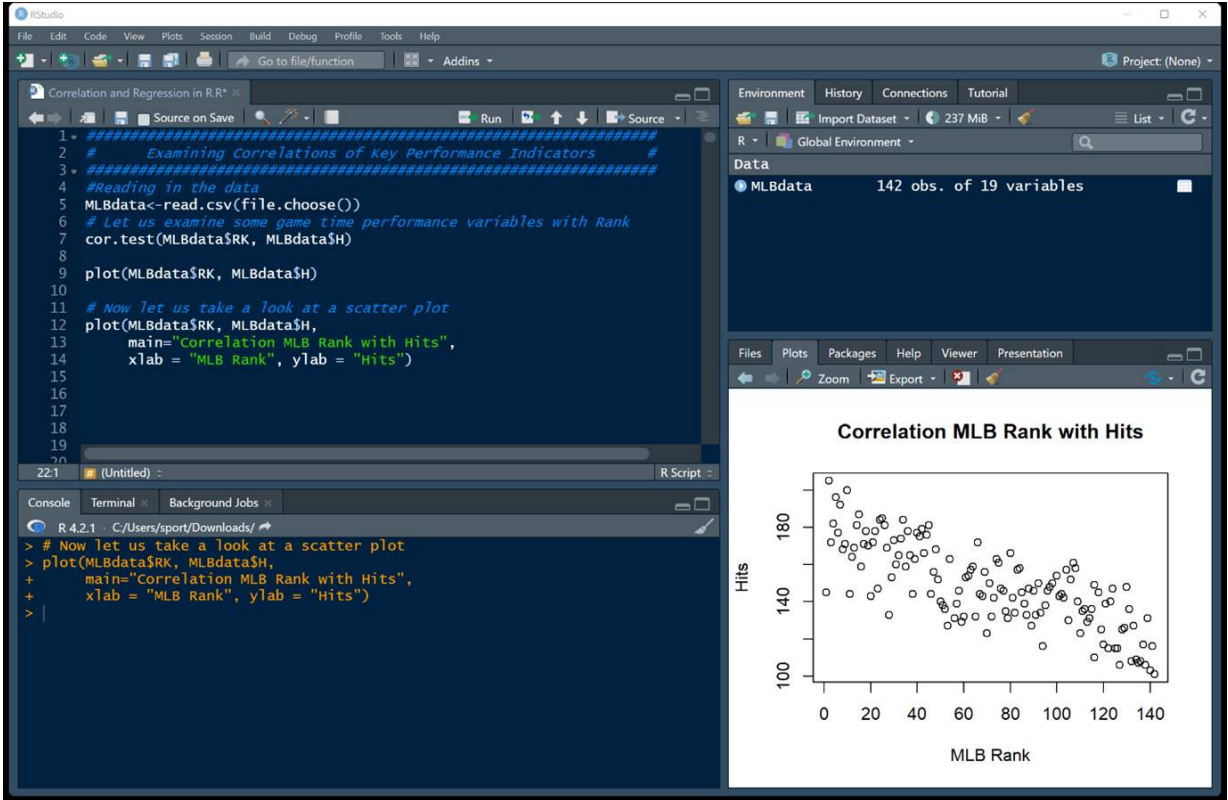 RStudio
File Edit Code View Plots Session Build Debug Profile Tools Help
Go to file/function Addins Project: (None)
Correlation and Regression in R.R*
Source on Save Run Source
1 #################################################################
2 # Examining Correlations of Key Performance Indicators #
3 #################################################################
4 #Reading in the data
5 MLBdata<-read.csv(file.choose())
6 # Let us examine some game time performance variables with Rank
7 cor.test(MLBdata$RK, MLBdata$H)
8
9 plot(MLBdata$RK, MLBdata$H)
10
11 # Now let us take a look at a scatter plot
12 plot(MLBdata$RK, MLBdata$H,
13 main="Correlation MLB Rank with Hits",
14 xlab = "MLB Rank", ylab = "Hits")
15
16
17
18
19
20
22:1 # (Untitled) R Script
Console Terminal Background Jobs
R 4.2.1 · C:/Users/sport/Downloads/
> # Now let us take a look at a scatter plot
> plot(MLBdata$RK, MLBdata$H,
+ main="Correlation MLB Rank with Hits",
+ xlab = "MLB Rank", ylab = "Hits")
>
Environment History Connections Tutorial
Import Dataset 237 MiB List
R Global Environment
Data
MLBdata 142 obs. of 19 variables
Files Plots Packages Help Viewer Presentation
Zoom Export
Correlation MLB Rank with Hits
Hits
180
140
100
0 20 40 60 80 100 120 140
MLB Rank